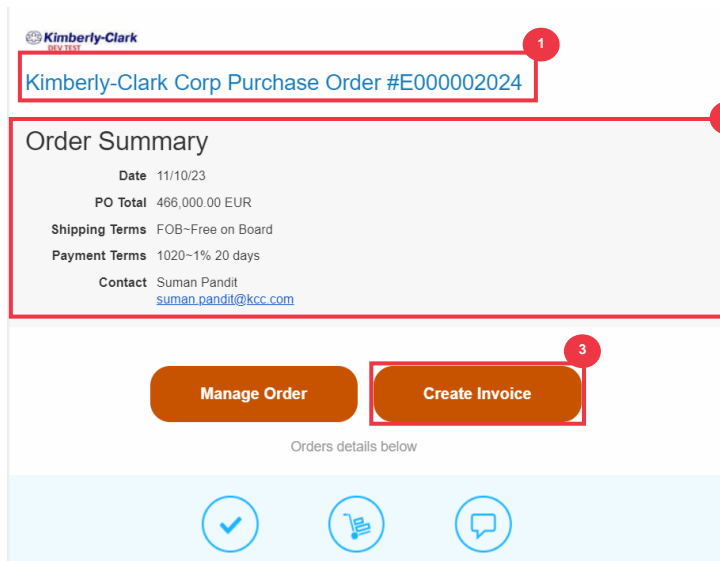 Kimberly-Clark
DEV TEST
1
Kimberly-Clark Corp Purchase Order #E000002024
Order Summary
Date 11/10/23
PO Total 466,000.00 EUR
Shipping Terms FOB~Free on Board
Payment Terms 1020~1% 20 days
Contact Suman Pandit
suman.pandit@kcc.com
3
Manage Order Create Invoice
Orders details below